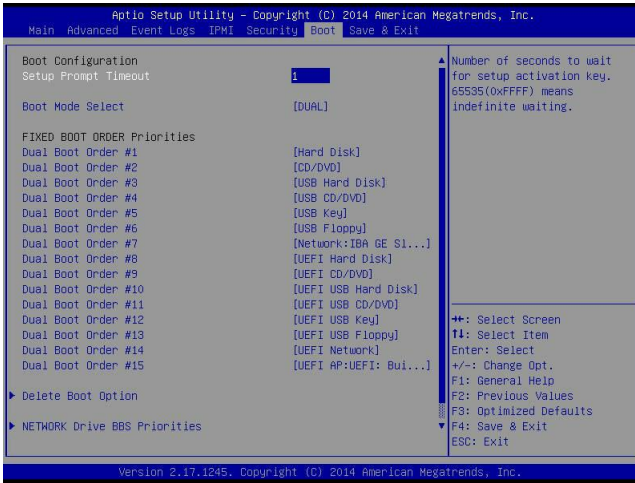 Aptio Setup Utility – Copyright (C) 2014 American Megatrends, Inc.
Main Advanced Event Logs IPMI Security Boot Save & Exit
Boot Configuration
Setup Prompt Timeout 1
Boot Mode Select [DUAL]
FIXED BOOT ORDER Priorities
Dual Boot Order #1 [Hard Disk]
Dual Boot Order #2 [CD/DVD]
Dual Boot Order #3 [USB Hard Disk]
Dual Boot Order #4 [USB CD/DVD]
Dual Boot Order #5 [USB Key]
Dual Boot Order #6 [USB Floppy]
Dual Boot Order #7 [Network:IBA GE Sl...]
Dual Boot Order #8 [UEFI Hard Disk]
Dual Boot Order #9 [UEFI CD/DVD]
Dual Boot Order #10 [UEFI USB Hard Disk]
Dual Boot Order #11 [UEFI USB CD/DVD]
Dual Boot Order #12 [UEFI USB Key]
Dual Boot Order #13 [UEFI USB Floppy]
Dual Boot Order #14 [UEFI Network]
Dual Boot Order #15 [UEFI AP:UEFI: Bui...]
▶ Delete Boot Option
▶ NETWORK Drive BBS Priorities
Number of seconds to wait
for setup activation key.
65535(0xFFFF) means
indefinite waiting.
→←: Select Screen
↑↓: Select Item
Enter: Select
+/-: Change Opt.
F1: General Help
F2: Previous Values
F3: Optimized Defaults
F4: Save & Exit
ESC: Exit
Version 2.17.1245. Copyright (C) 2014 American Megatrends, Inc.